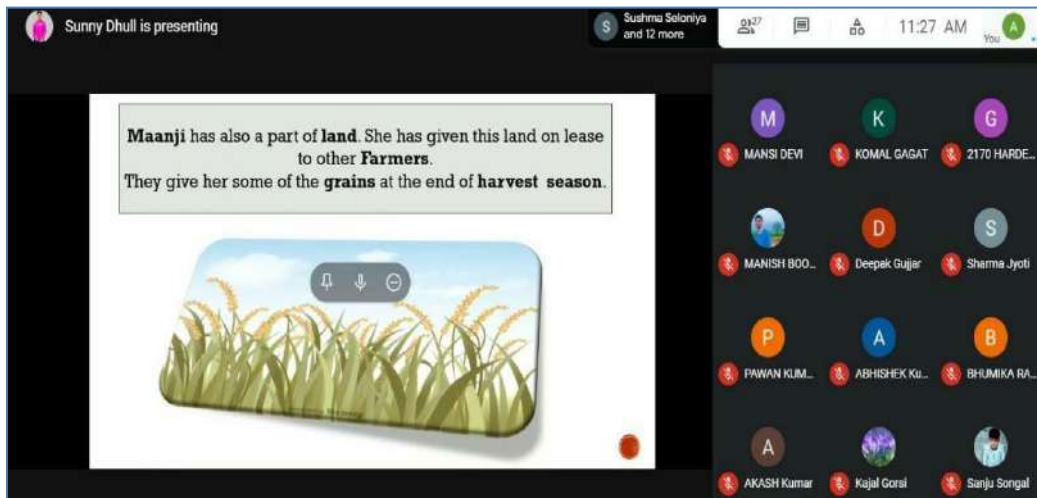 Sunny Dhull is presenting
S
Sushma Seloniya
and 12 more
27
11:27 AM
You
A
Maanji has also a part of land. She has given this land on lease
to other Farmers.
They give her some of the grains at the end of harvest season.
M
MANSI DEVI
K
KOMAL GAGAT
G
2170 HARDE...
MANISH BOO...
D
Deepak Gujjar
S
Sharma Jyoti
P
PAWAN KUM...
A
ABHISHEK Ku...
B
BHUMIKA RA...
A
AKASH Kumar
Kajal Gorsi
Sanju Songal